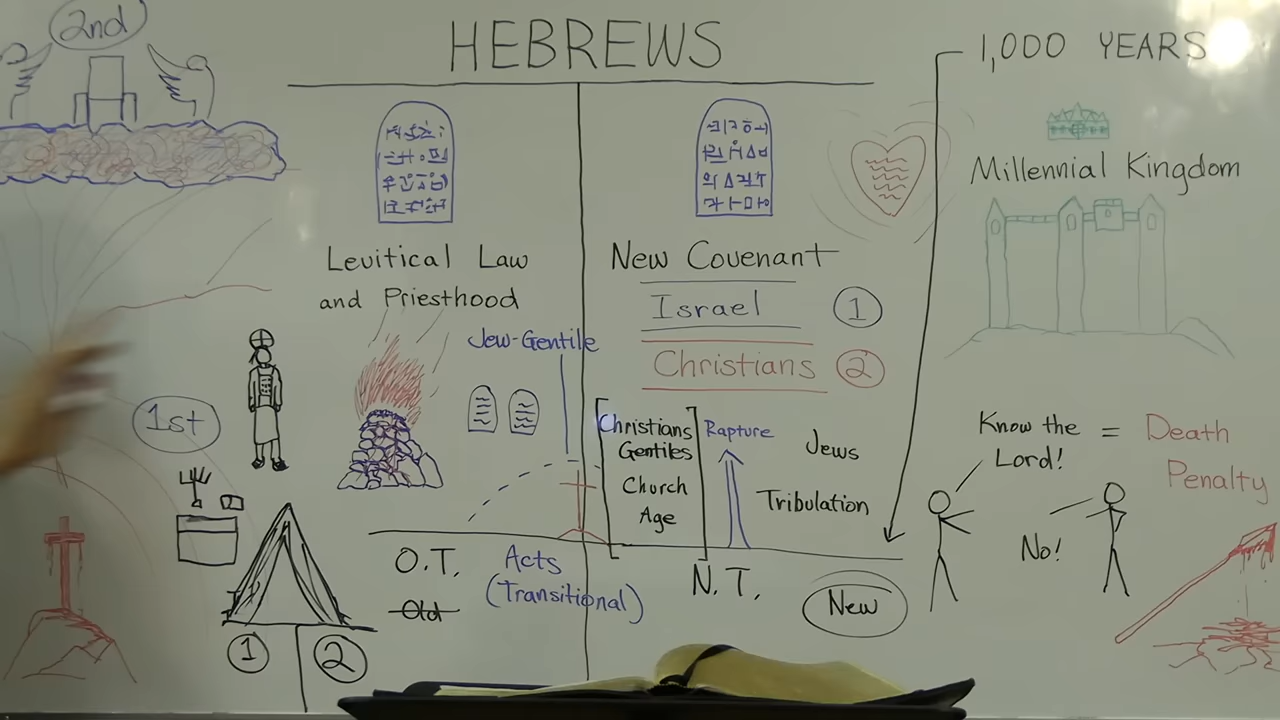 2nd
HEBREWS
1,000 YEARS
Millennial Kingdom
Levitical Law
and Priesthood
New Covenant
Israel 1
Christians 2
Jew-Gentile
1st
Christians
Gentiles
Church
Age
Rapture
Jews
Tribulation
Know the
Lord!
= Death
Penalty
No!
O.T.
Old
Acts
(Transitional)
N.T.
New
1 2